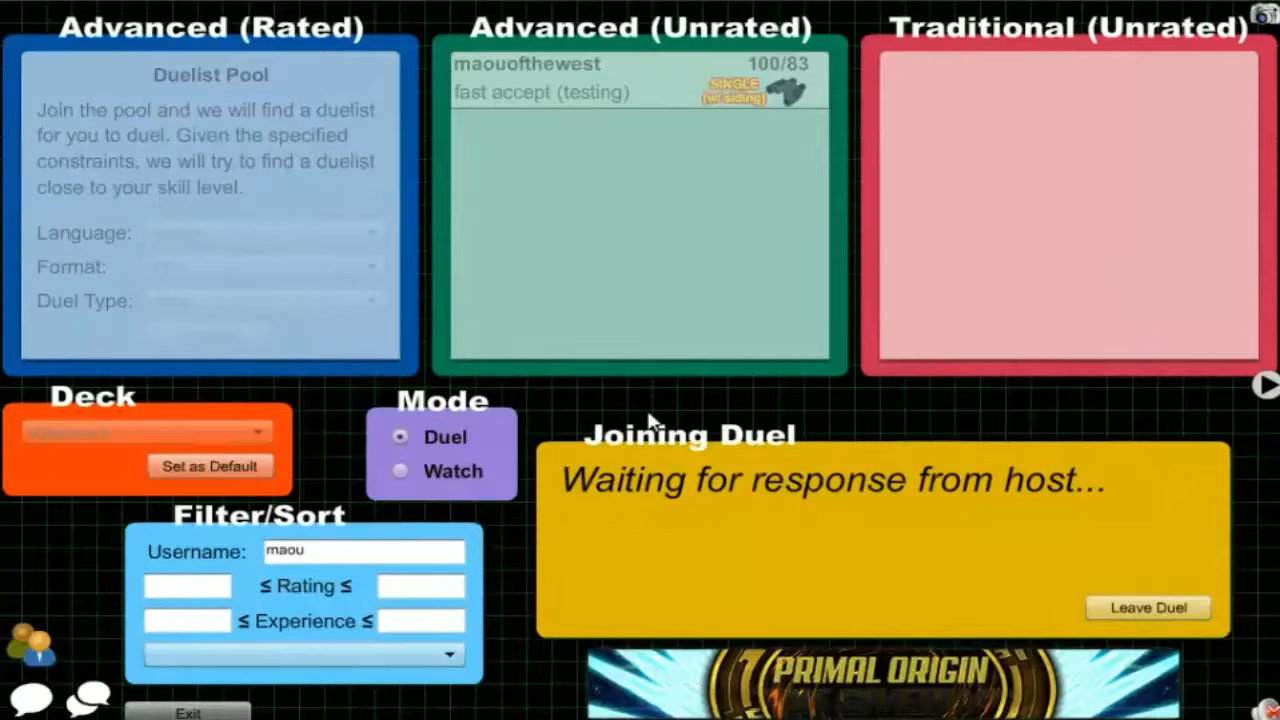 Advanced (Rated)
Duelist Pool
Join the pool and we will find a duelist
for you to duel. Given the specified
constraints, we will try to find a duelist
close to your skill level.
Language:
Format:
Duel Type:
Advanced (Unrated)
maouofthewest 100/83
fast accept (testing) SINGLE
(w/ siding)
Traditional (Unrated)
Deck
Set as Default
Mode
Duel
Watch
Filter/Sort
Username: maou
≤ Rating ≤
≤ Experience ≤
Exit
Joining Duel
Waiting for response from host...
Leave Duel
PRIMAL ORIGIN